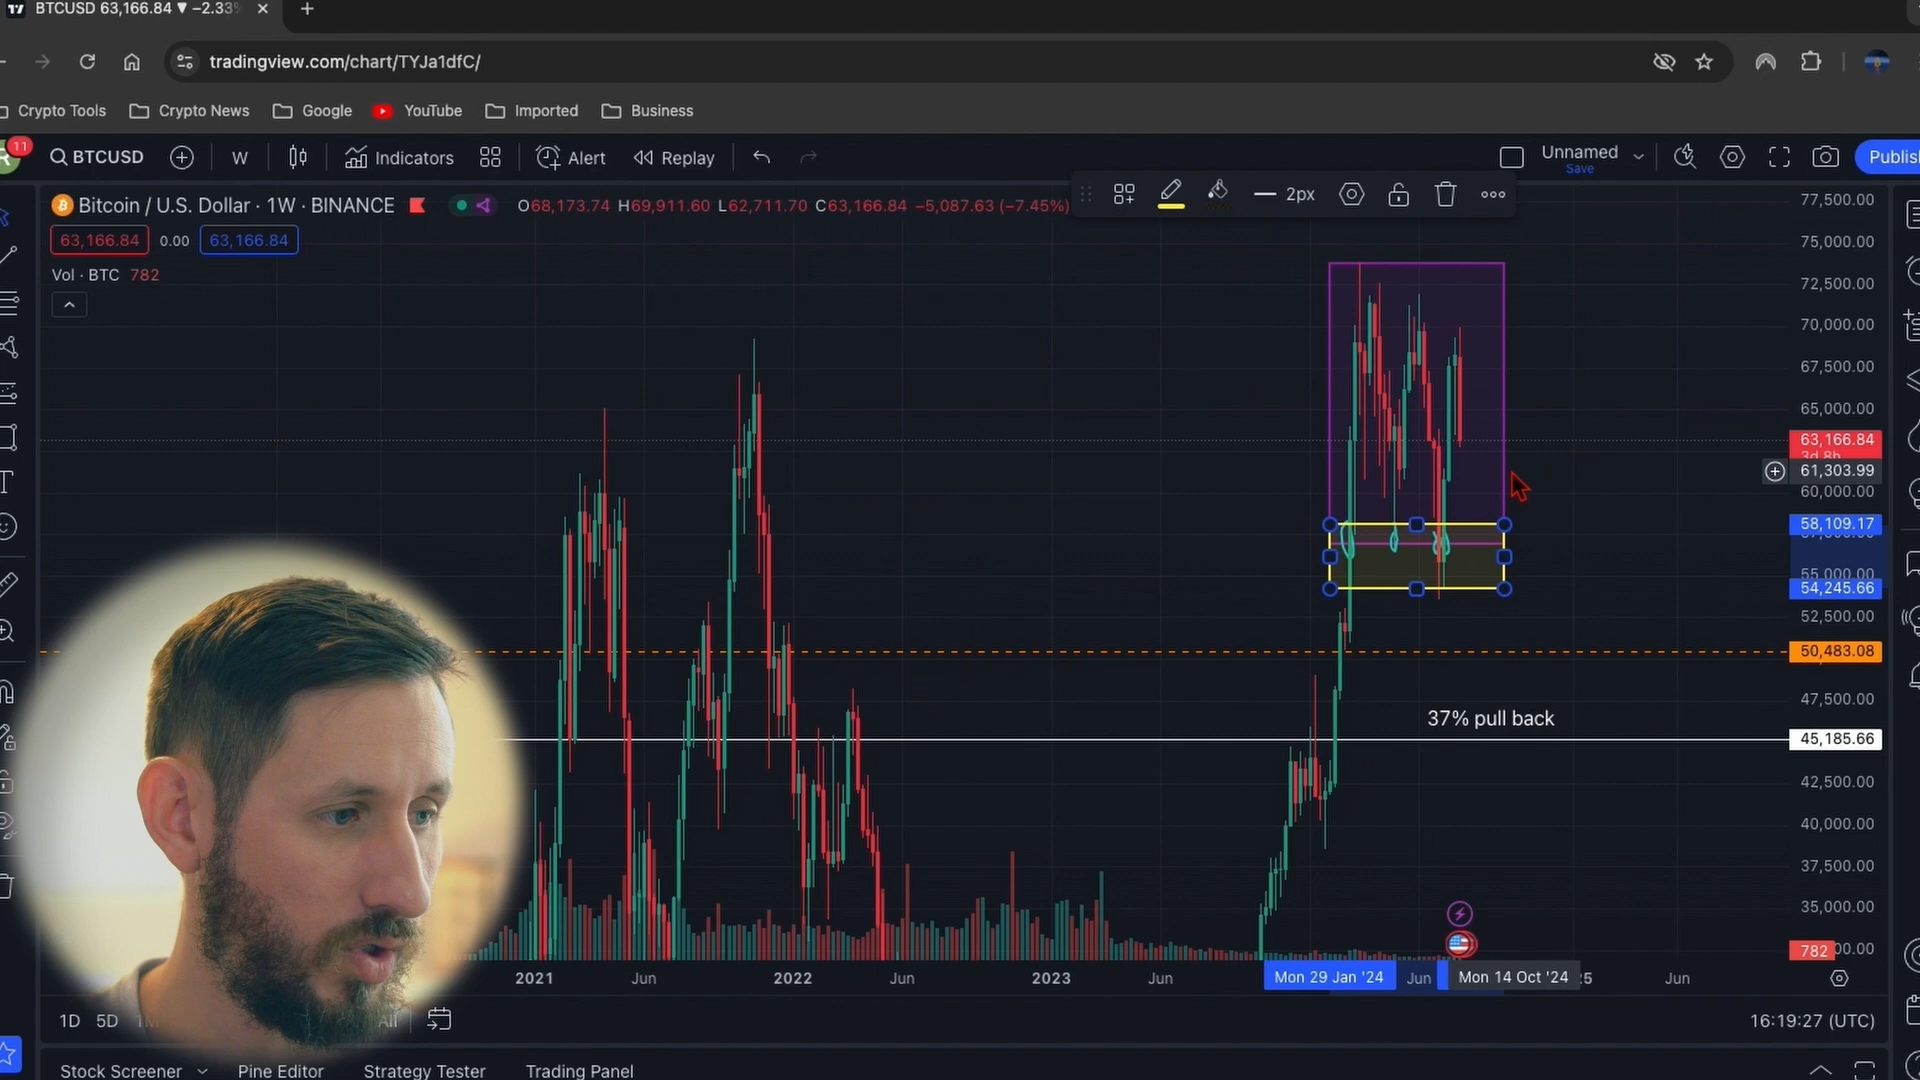 BTCUSD 63,166.84 ▼ −2.33%
tradingview.com/chart/TYJa1dfC/
Crypto Tools Crypto News Google YouTube Imported Business
11 BTCUSD W Indicators Alert Replay Unnamed Save Publish
Bitcoin / U.S. Dollar · 1W · BINANCE O68,173.74 H69,911.60 L62,711.70 C63,166.84 −5,087.63 (−7.45%)
2px
63,166.84 0.00 63,166.84
Vol · BTC 782
77,500.00
75,000.00
72,500.00
70,000.00
67,500.00
65,000.00
63,166.84
3d 8h
61,303.99
60,000.00
58,109.17
55,000.00
54,245.66
52,500.00
50,483.08
47,500.00
37% pull back
45,185.66
42,500.00
40,000.00
37,500.00
35,000.00
782
2021 Jun 2022 Jun 2023 Jun Mon 29 Jan '24 Jun Mon 14 Oct '24 Jun
1D 5D All 16:19:27 (UTC)
Stock Screener Pine Editor Strategy Tester Trading Panel